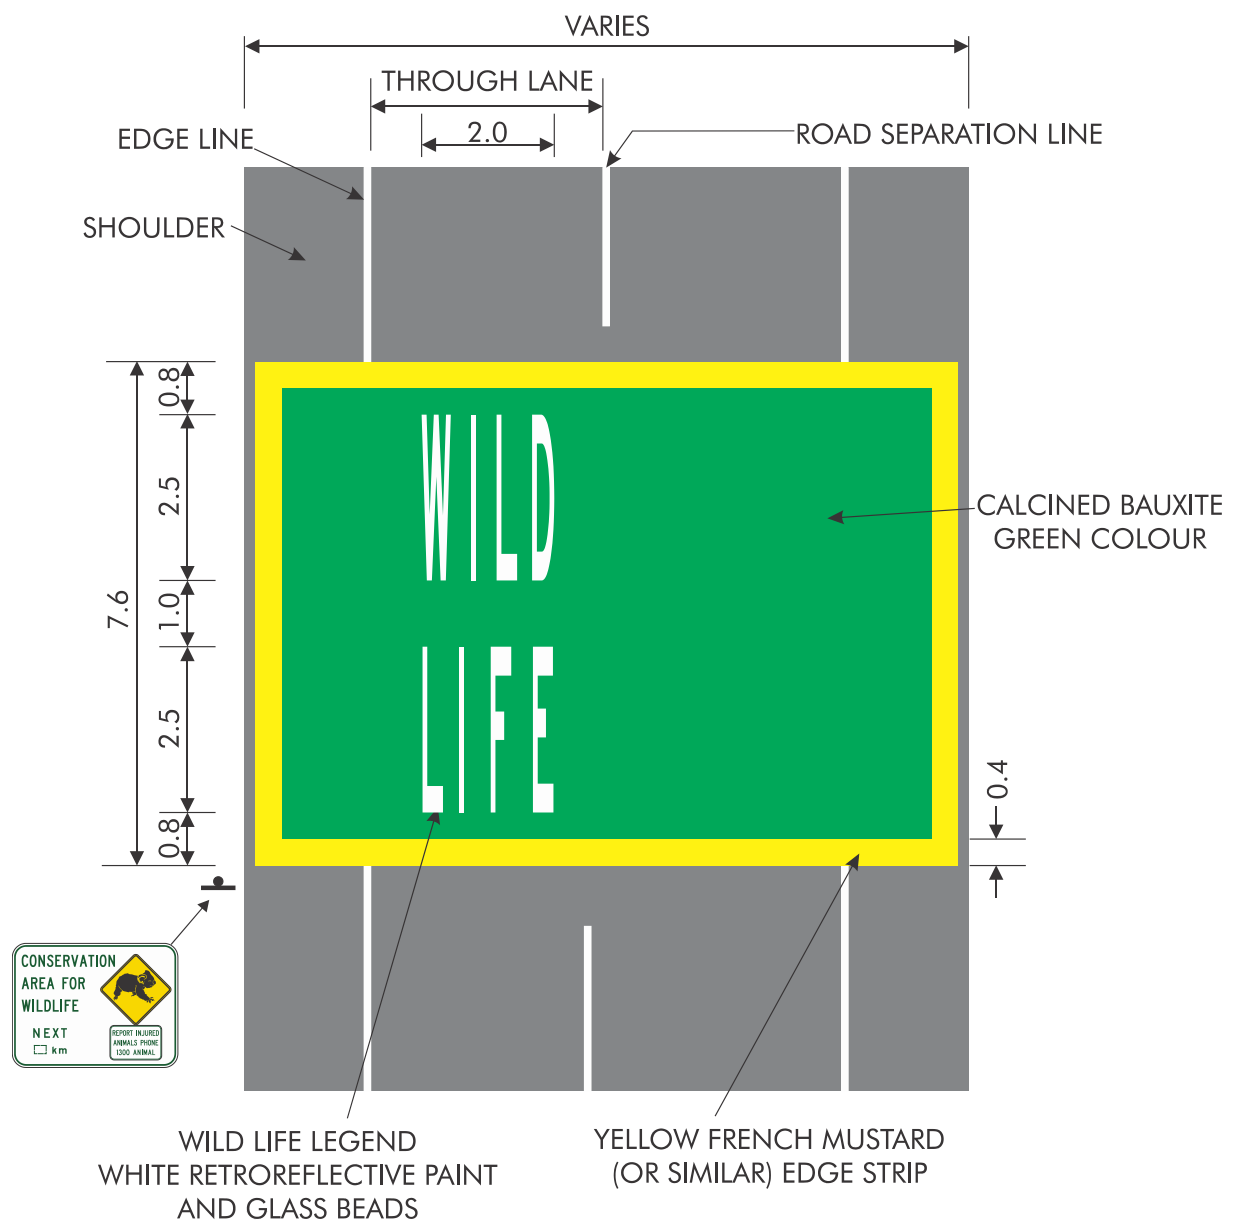 VARIES
THROUGH LANE
2.0
EDGE LINE
ROAD SEPARATION LINE
SHOULDER
0.8
2.5
1.0
2.5
0.8
7.6
WILD
LIFE
CALCINED BAUXITE
GREEN COLOUR
0.4
CONSERVATION
AREA FOR
WILDLIFE
NEXT
km
REPORT INJURED
ANIMALS PHONE
1300 ANIMAL
WILD LIFE LEGEND
WHITE RETROREFLECTIVE PAINT
AND GLASS BEADS
YELLOW FRENCH MUSTARD
(OR SIMILAR) EDGE STRIP